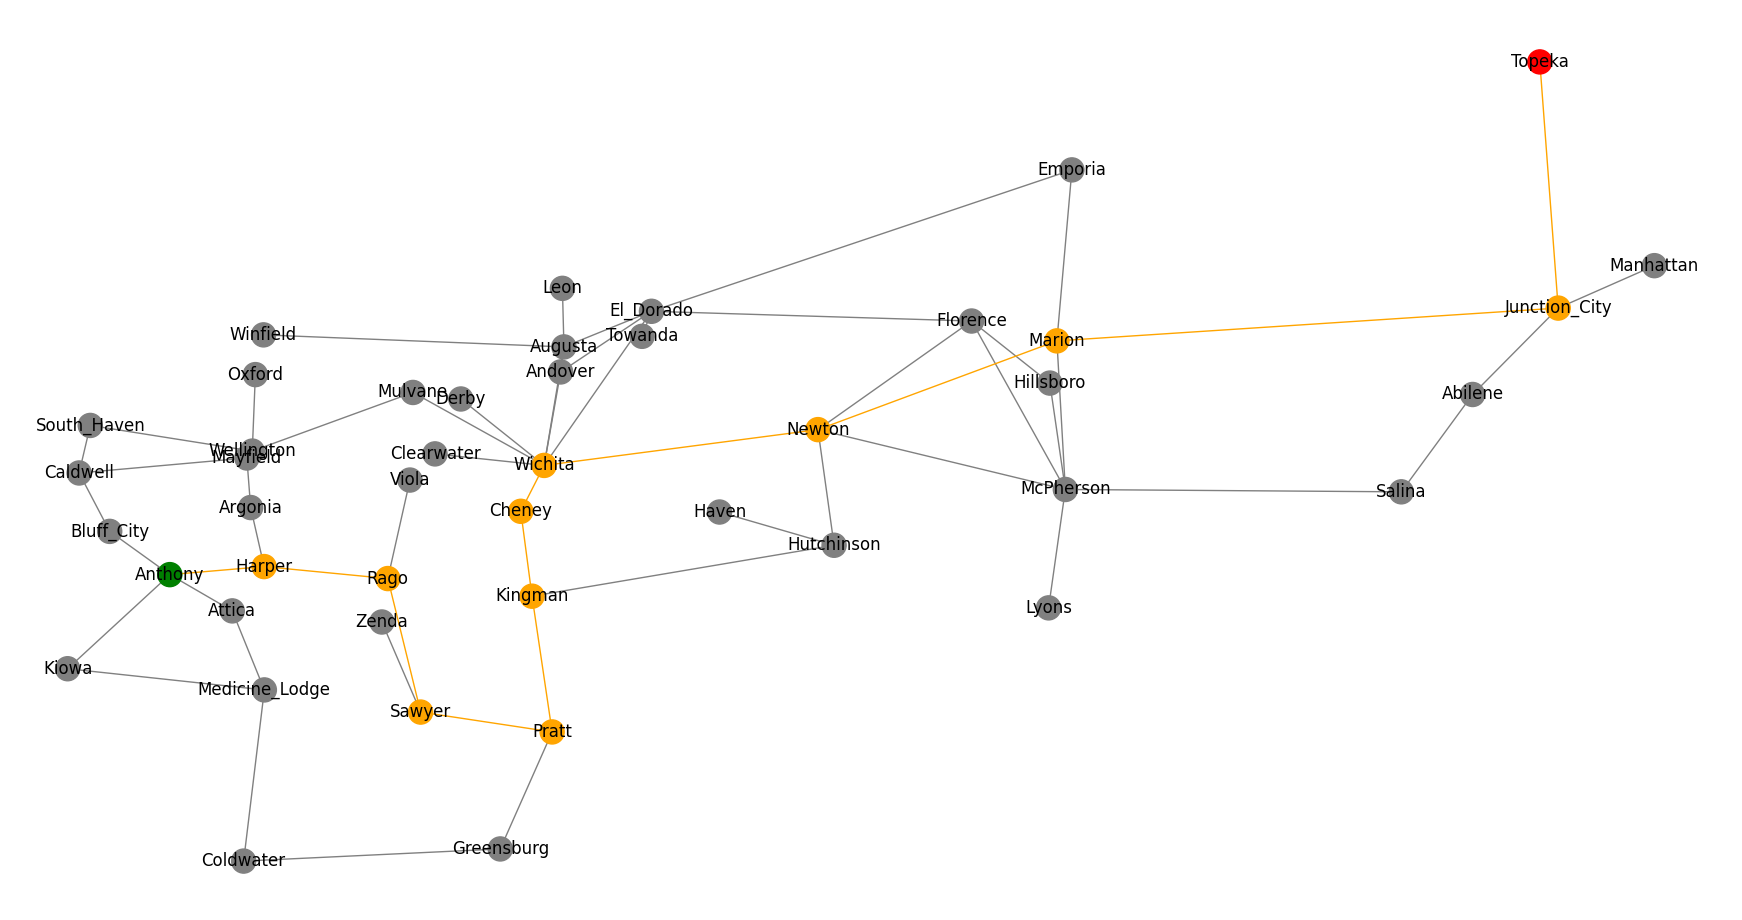 Topeka
Emporia
Manhattan
Leon
Junction_City
El_Dorado
Florence
Winfield
Towanda
Marion
Augusta
Andover
Oxford
Hillsboro
Mulvane
Derby
Abilene
South_Haven
Newton
Wellington
Clearwater
Mayfield
Wichita
Caldwell
Viola
McPherson
Salina
Argonia
Cheney
Haven
Bluff_City
Hutchinson
Harper
Anthony
Rago
Kingman
Attica
Lyons
Zenda
Kiowa
Medicine_Lodge
Sawyer
Pratt
Greensburg
Coldwater